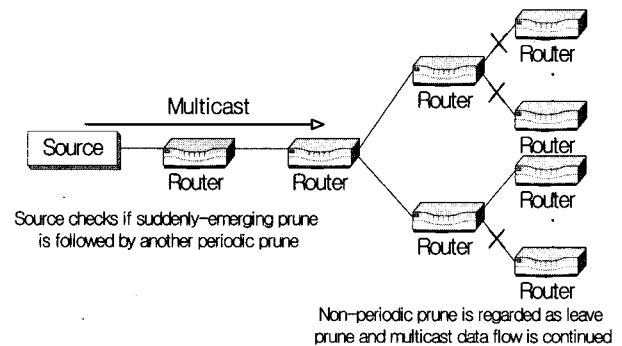 Router
Router
Multicast
Router
Source
Router
Router
Router
Router
Source checks if suddenly-emerging prune
is followed by another periodic prune
Router
Non-periodic prune is regarded as leave
prune and multicast data flow is continued